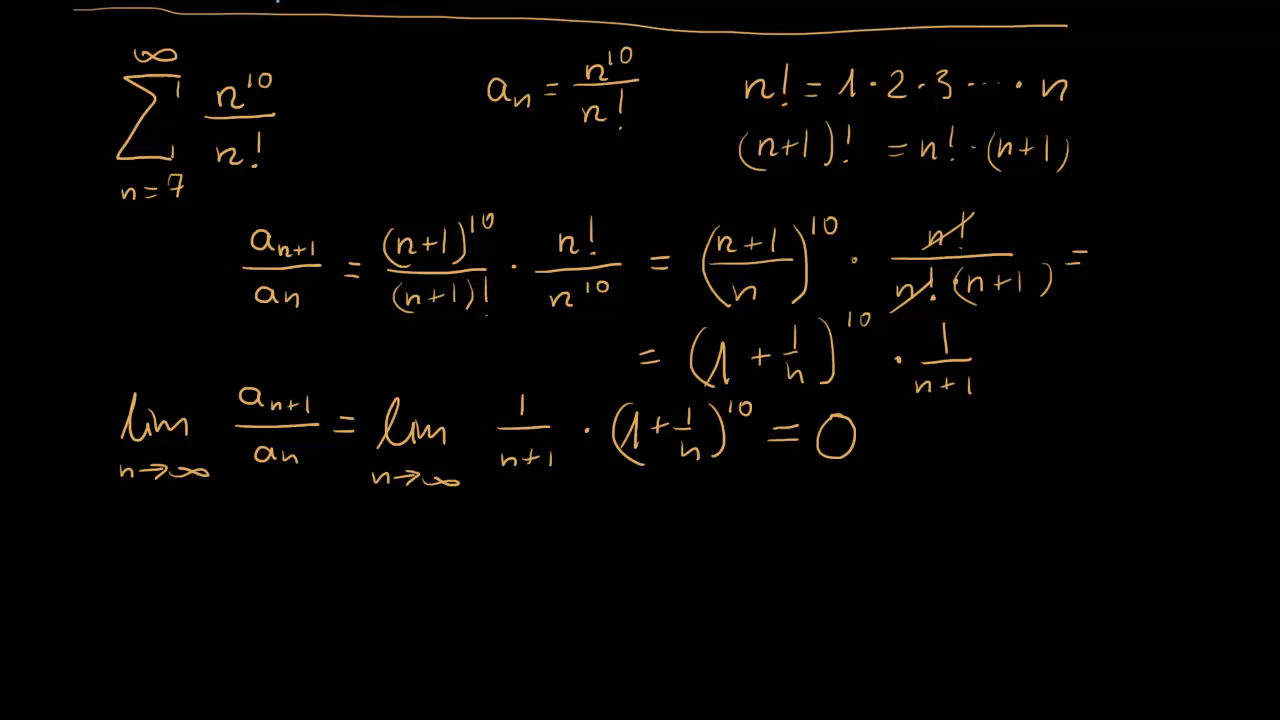 ∑_{n=7}^{∞} n^{10}/n!   a_n = n^{10}/n!   n! = 1 · 2 · 3 ··· · n
(n+1)! = n! · (n+1)
a_{n+1}/a_n = (n+1)^{10}/(n+1)! · n!/n^{10} = ((n+1)/n)^{10} · n!/(n! · (n+1)) =
= (1 + 1/n)^{10} · 1/(n+1)
lim_{n→∞} a_{n+1}/a_n = lim_{n→∞} 1/(n+1) · (1 + 1/n)^{10} = 0